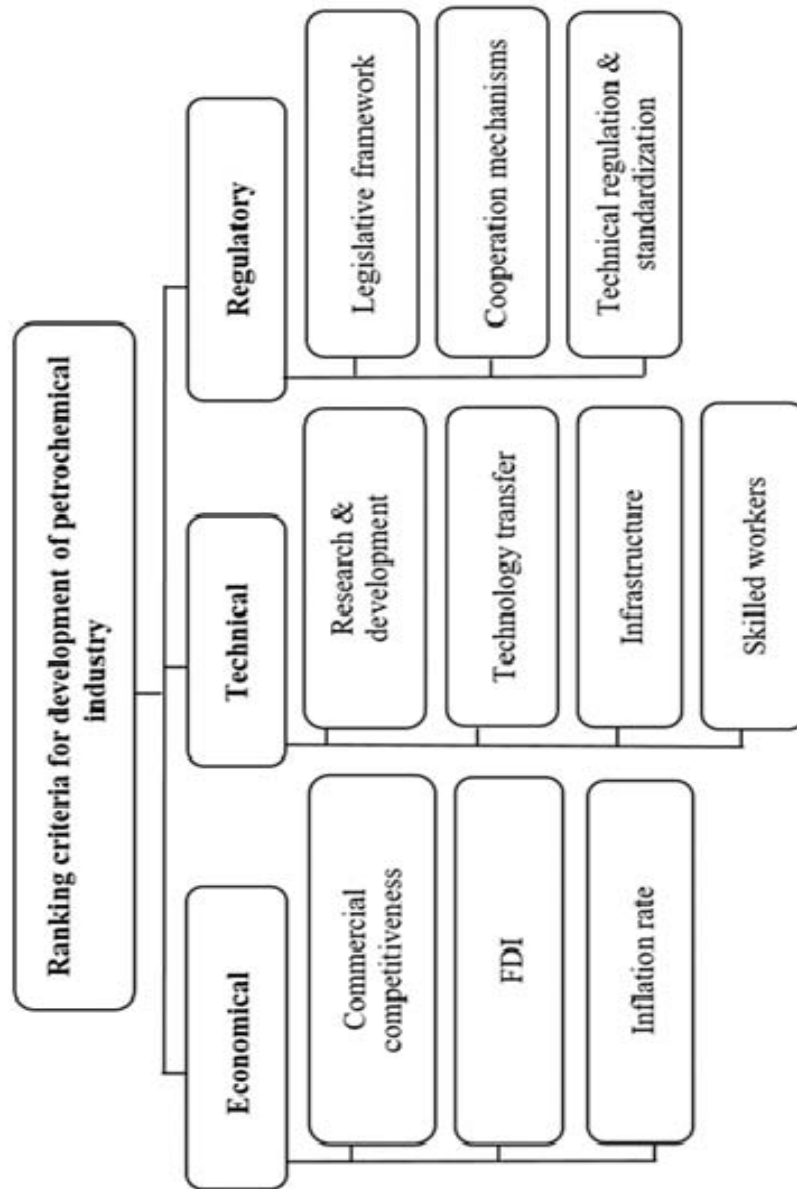 Ranking criteria for development of petrochemical
industry
Economical
Commercial
competitiveness
FDI
Inflation rate
Technical
Research &
development
Technology transfer
Infrastructure
Skilled workers
Regulatory
Legislative framework
Cooperation mechanisms
Technical regulation &
standardization